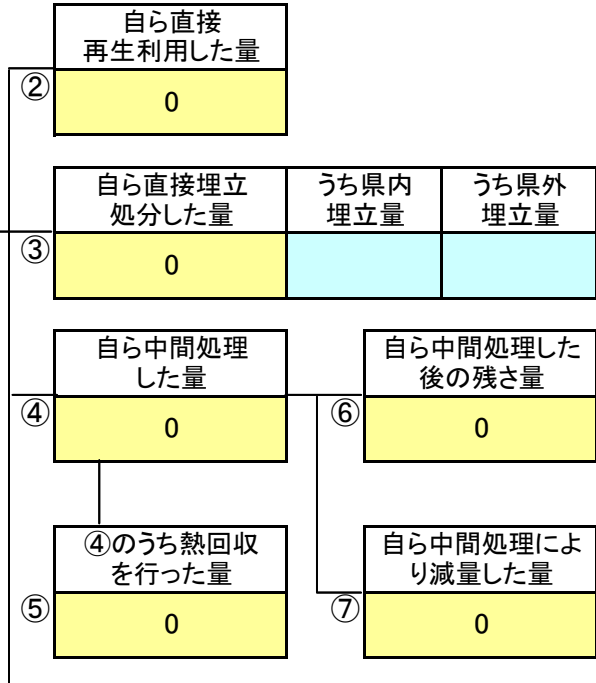 自ら直接
再生利用した量
②
0
自ら直接埋立
処分した量
うち県内
埋立量
うち県外
埋立量
③
0
自ら中間処理
した量
④
0
自ら中間処理した
後の残さ量
⑥
0
④のうち熱回収
を行った量
⑤
0
自ら中間処理によ
り減量した量
⑦
0